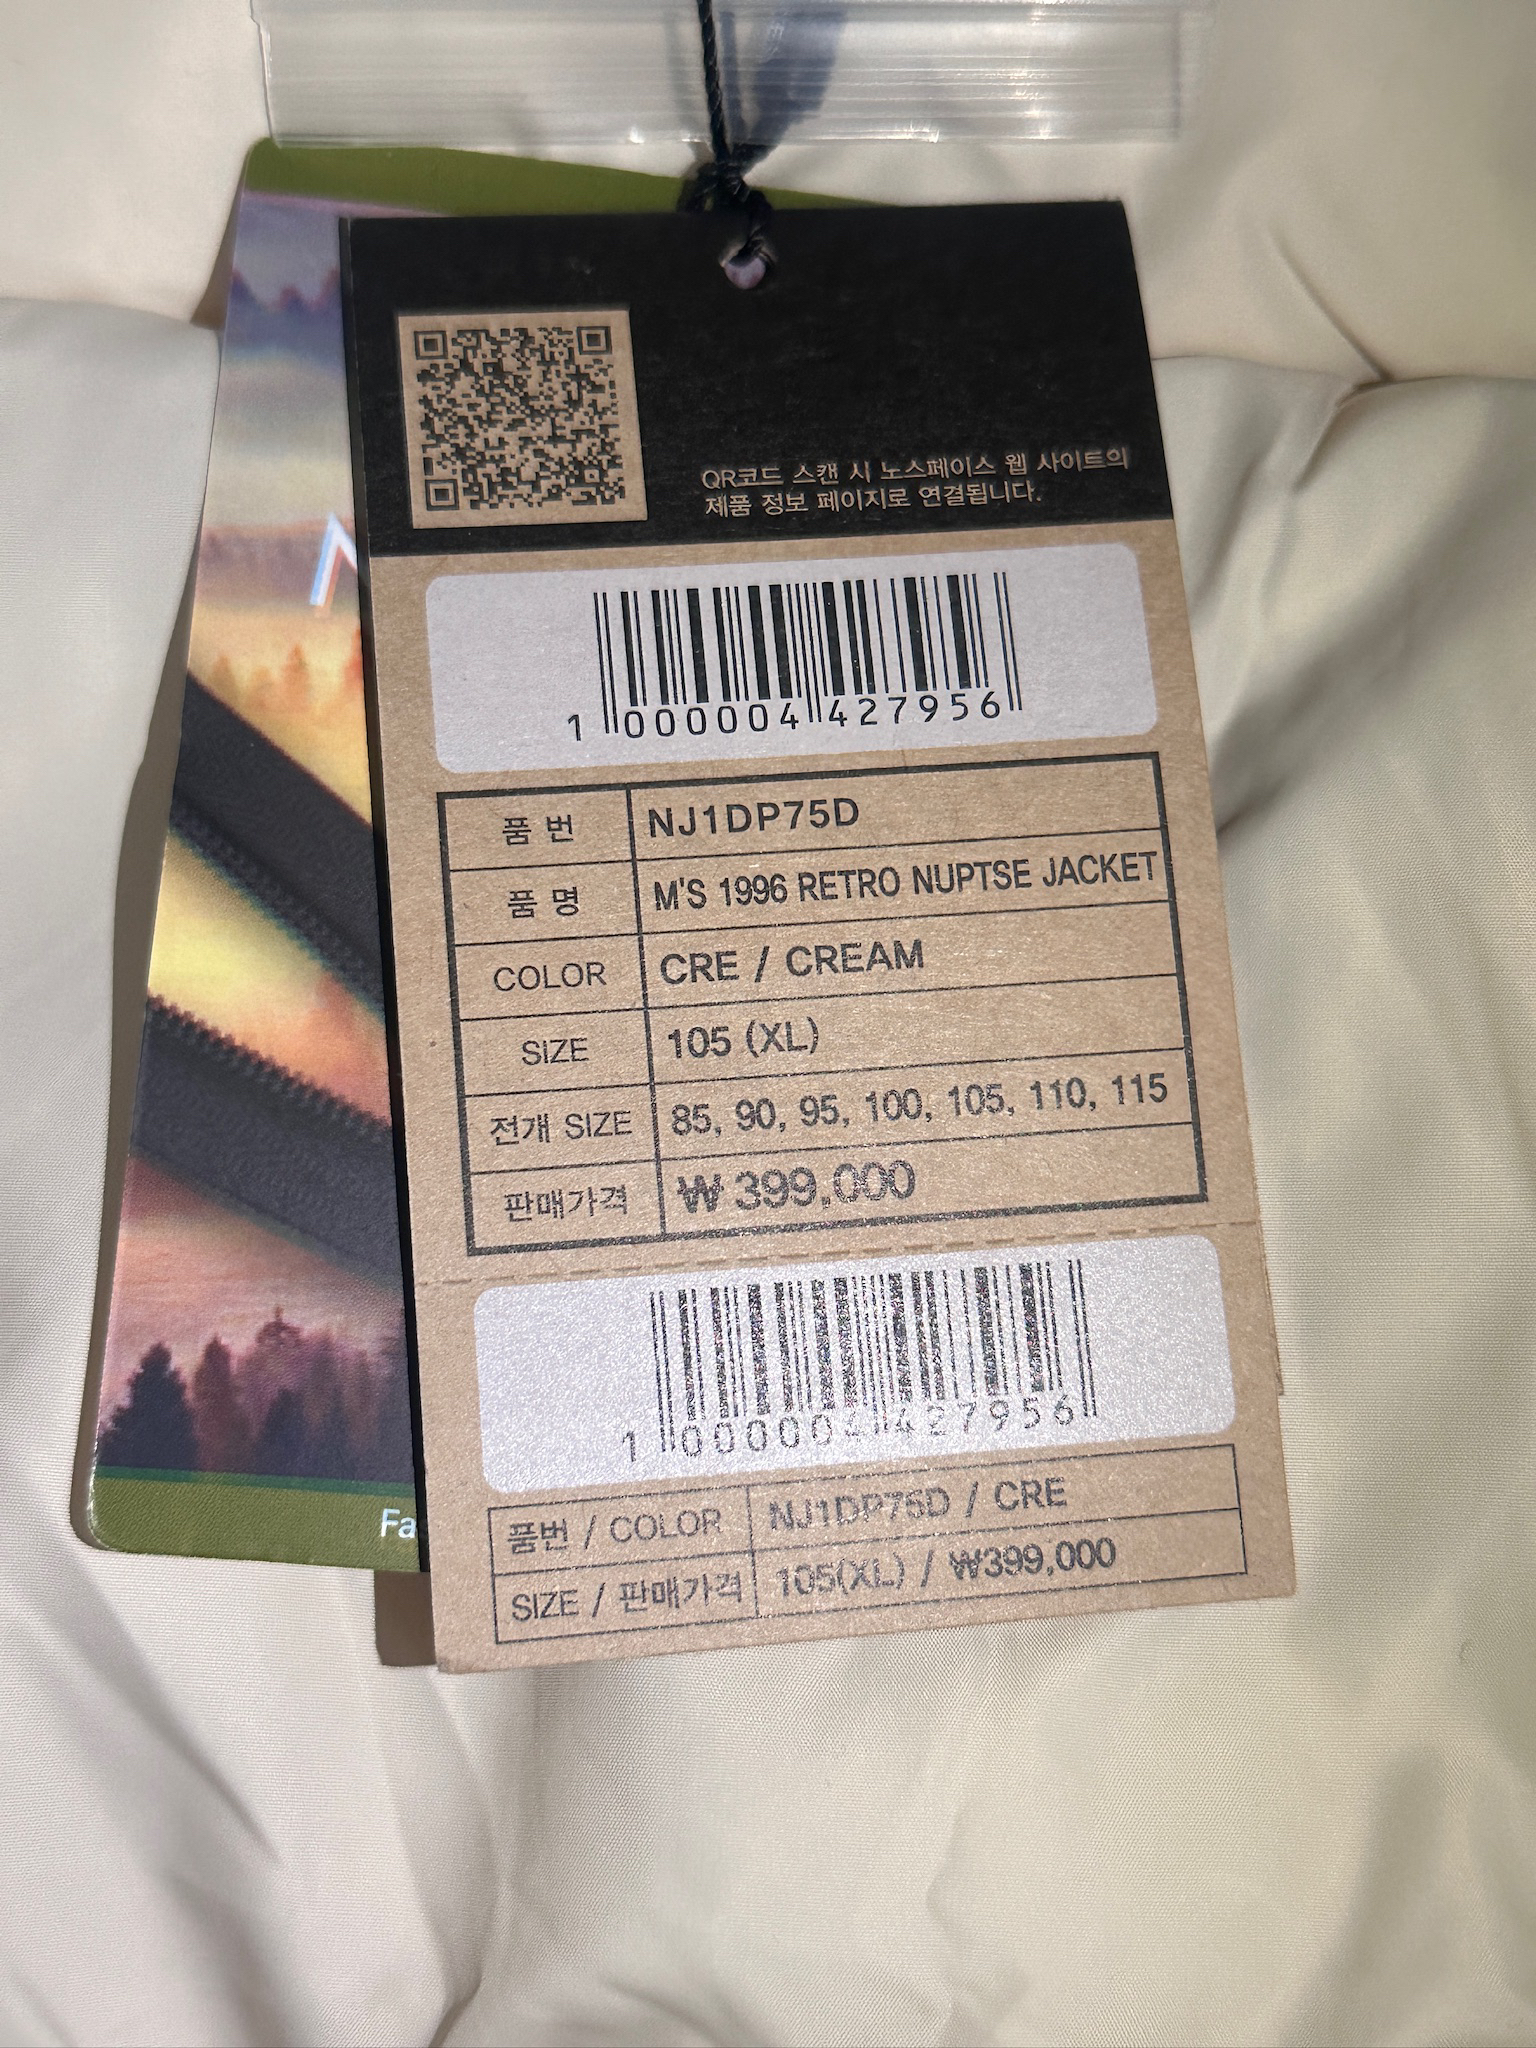 QR코드 스캔 시 노스페이스 웹 사이트의
제품 정보 페이지로 연결됩니다.
1 000004 427956
품 번 NJ1DP75D
품 명 M'S 1996 RETRO NUPTSE JACKET
COLOR CRE / CREAM
SIZE 105 (XL)
전개 SIZE 85, 90, 95, 100, 105, 110, 115
판매가격 ₩ 399,000
1 000004 427956
품번 / COLOR NJ1DP75D / CRE
SIZE / 판매가격 105(XL) / ₩399,000